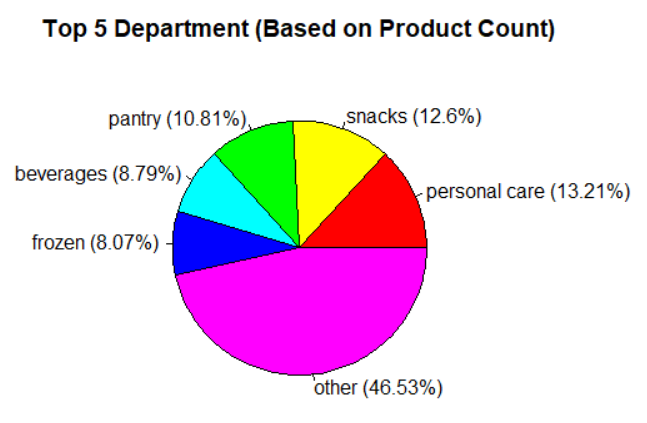 Top 5 Department (Based on Product Count)
pantry (10.81%)
snacks (12.6%)
beverages (8.79%)
personal care (13.21%)
frozen (8.07%)
other (46.53%)